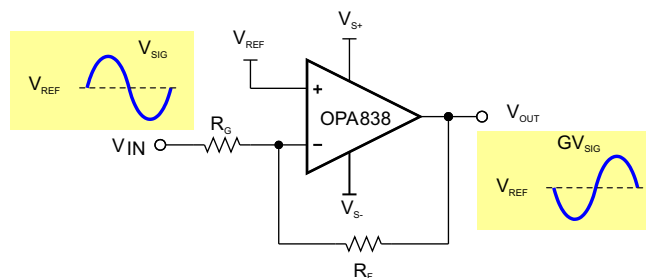 V_SIG
V_REF
V_REF
V_S+
+
OPA838
−
R_G
V_IN
V_S-
R_F
V_OUT
GV_SIG
V_REF